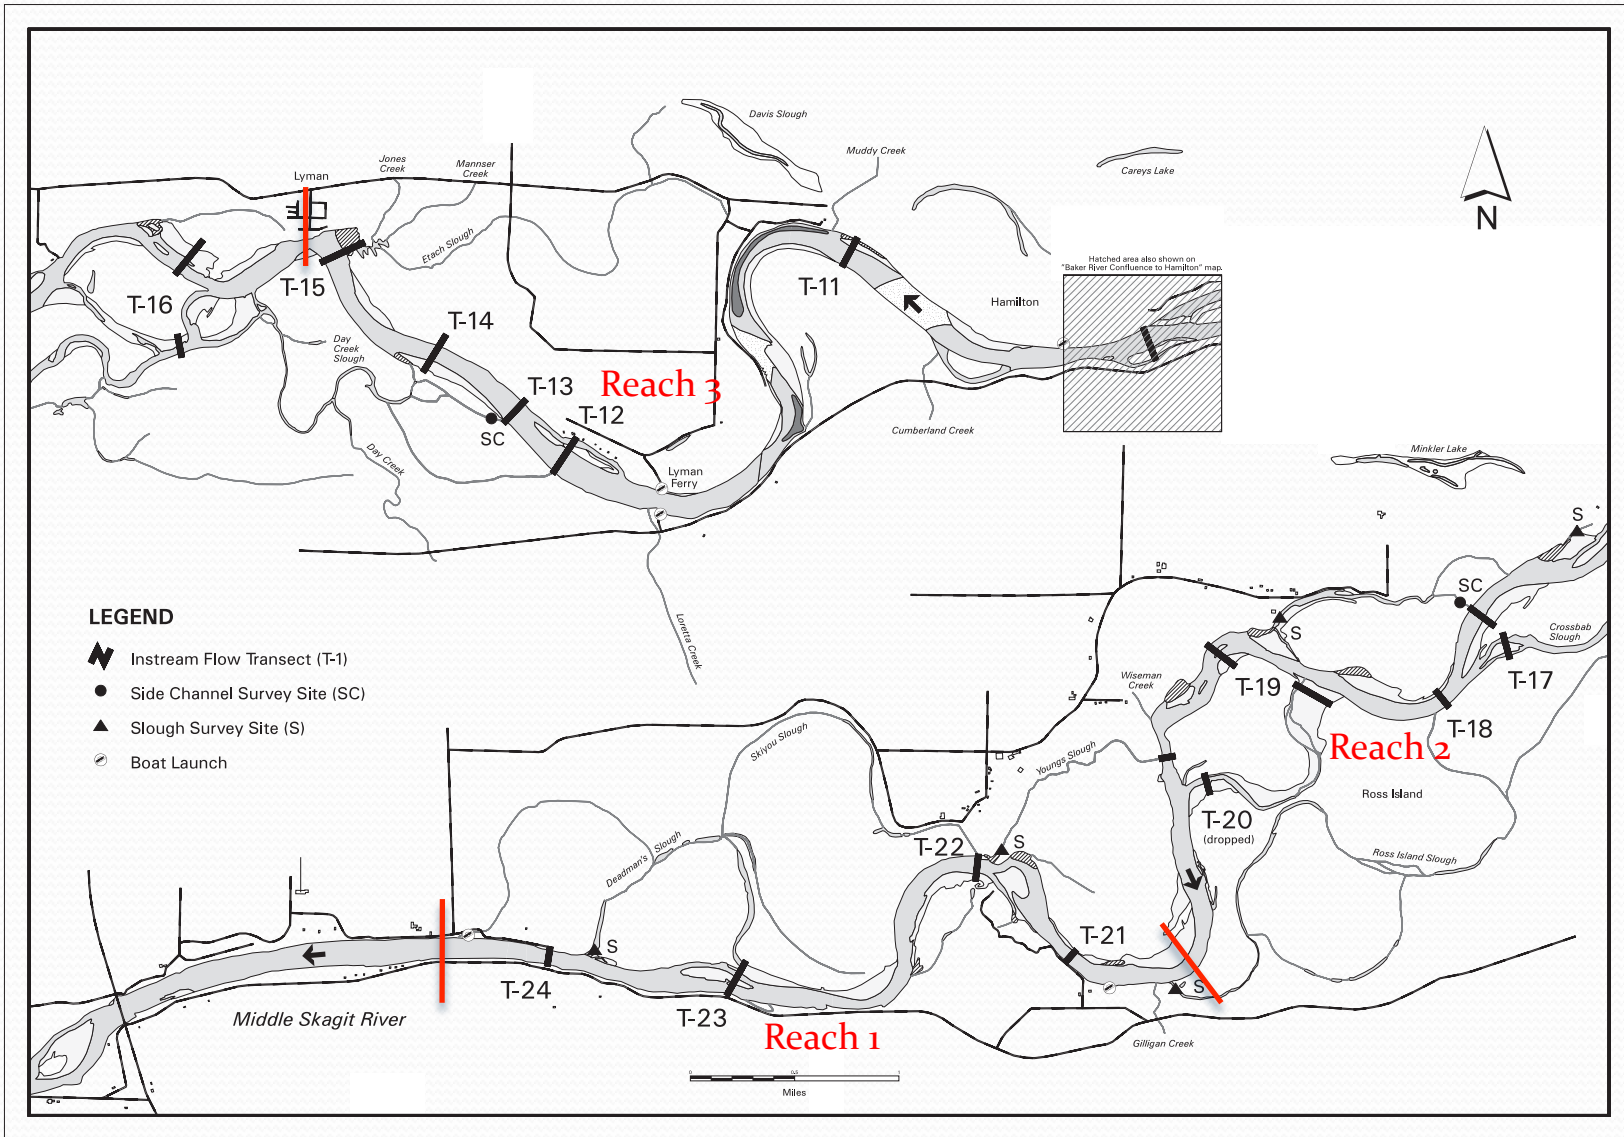 Davis Slough
Muddy Creek
Careys Lake
Jones
Creek
Mannser
Creek
Lyman
Etach Slough
N
Hatched area also shown on
"Baker River Confluence to Hamilton" map.
T-11
Hamilton
T-15
T-16
T-14
Day
Creek
Slough
T-13
Reach 3
T-12
SC
Cumberland Creek
Day Creek
Lyman
Ferry
Minkler Lake
S
SC
Loretta Creek
LEGEND
Instream Flow Transect (T-1)
Side Channel Survey Site (SC)
Slough Survey Site (S)
Boat Launch
Crossbab
Slough
S
Wiseman
Creek
T-19
T-17
T-18
Reach 2
Skiyou Slough
Youngs Slough
Ross Island
T-20
(dropped)
Ross Island Slough
T-22
S
Deadman's Slough
T-21
S
S
T-24
T-23
Middle Skagit River
Reach 1
Gilligan Creek
0 0.5 1
Miles